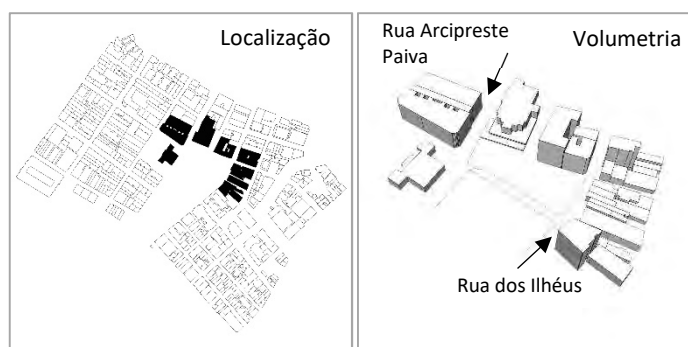 Localização
Rua Arcipreste
Paiva
Volumetria
Rua dos Ilhéus